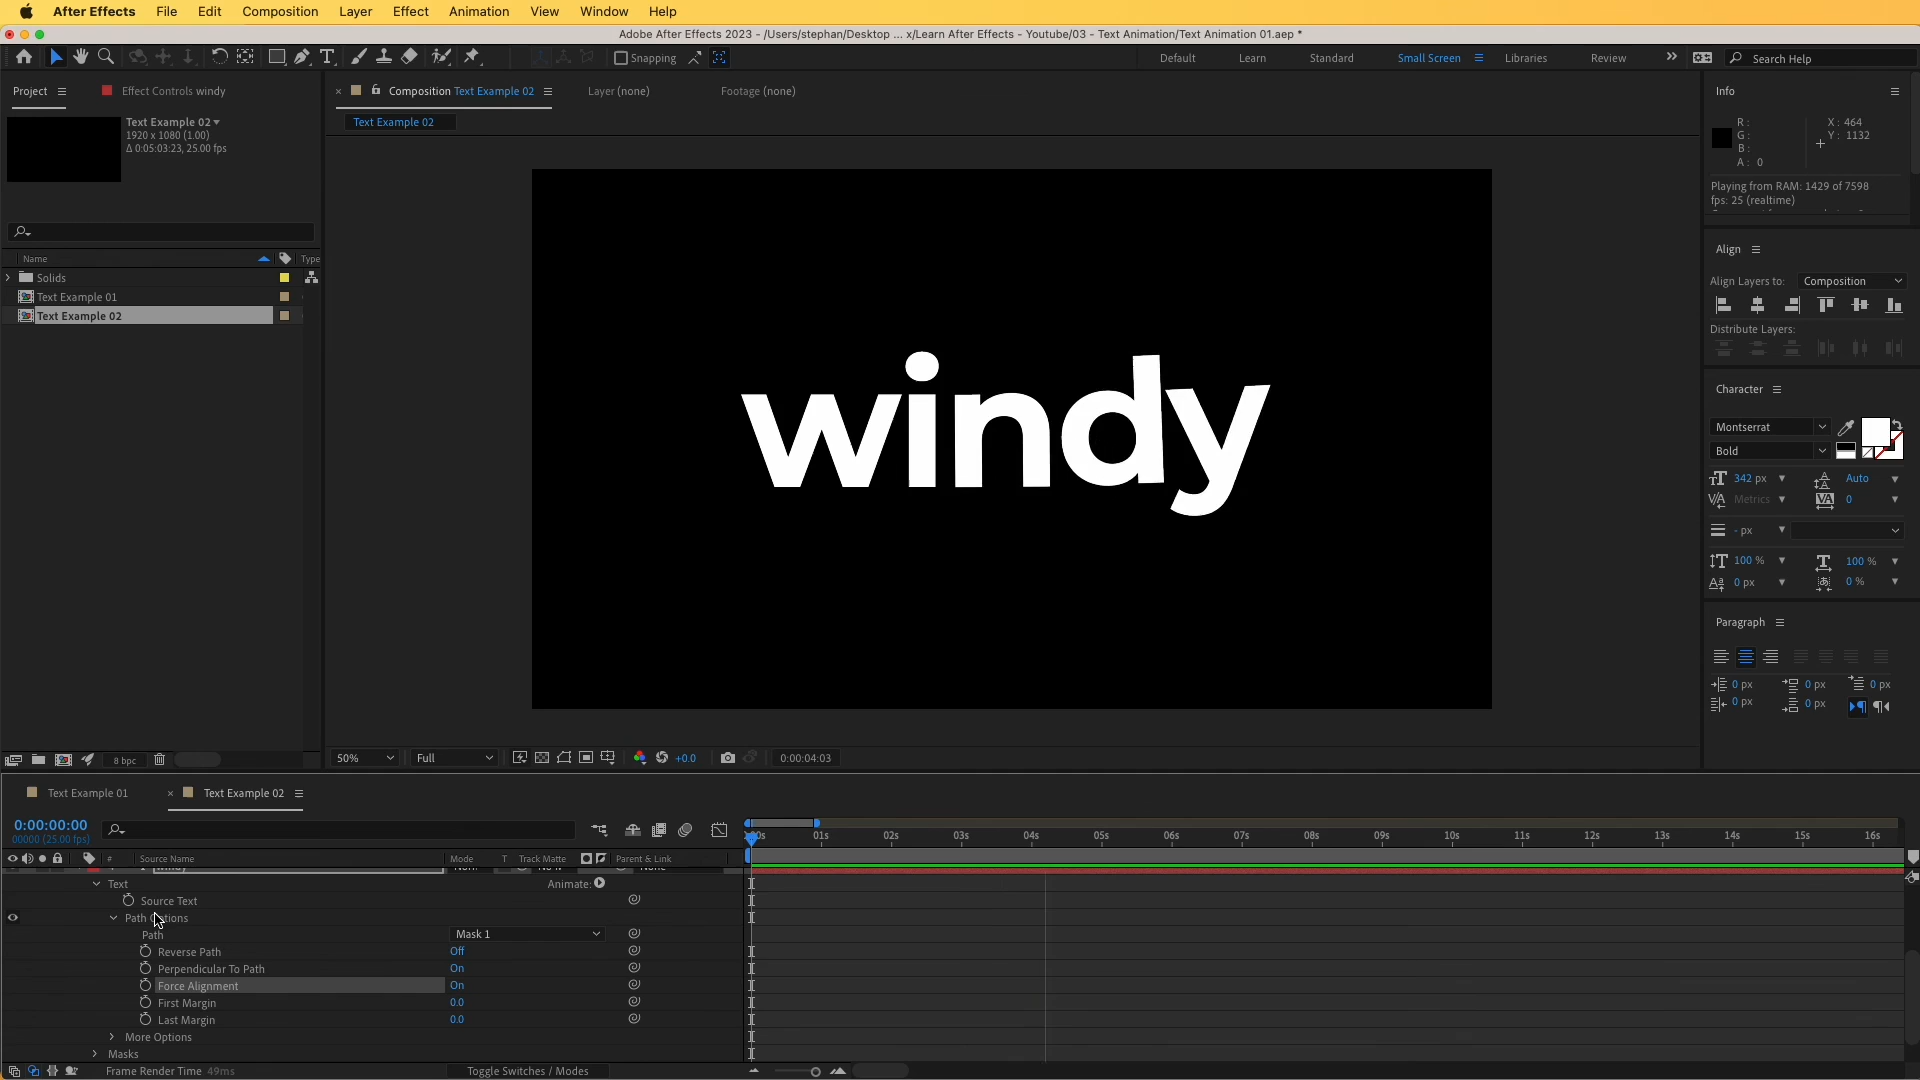 After Effects File Edit Composition Layer Effect Animation View Window Help
Adobe After Effects 2023 - /Users/stephan/Desktop ... x/Learn After Effects - Youtube/03 - Text Animation/Text Animation 01.aep *
Snapping
Default Learn Standard Small Screen Libraries Review
Search Help
Project
Effect Controls windy
Text Example 02
1920 x 1080 (1.00)
Δ 0:05:03:23, 25.00 fps
Name Type
Solids
Text Example 01
Text Example 02
8 bpc
Composition Text Example 02
Layer (none)
Footage (none)
Text Example 02
windy
50% Full +0.0 0:00:04:03
Info
R :
G :
B :
A : 0
X : 464
Y : 1132
Playing from RAM: 1429 of 7598
fps: 25 (realtime)
Align
Align Layers to: Composition
Distribute Layers:
Character
Montserrat
Bold
342 px Auto
Metrics 0
- px
100 % 100 %
0 px 0 %
Paragraph
0 px 0 px 0 px
0 px 0 px
Text Example 01
Text Example 02
0:00:00:00
00000 (25.00 fps)
01s 02s 03s 04s 05s 06s 07s 08s 09s 10s 11s 12s 13s 14s 15s 16s
# Source Name Mode T Track Matte Parent & Link
Text Animate:
Source Text
Path Options
Path Mask 1
Reverse Path Off
Perpendicular To Path On
Force Alignment On
First Margin 0.0
Last Margin 0.0
More Options
Masks
Frame Render Time 49ms
Toggle Switches / Modes